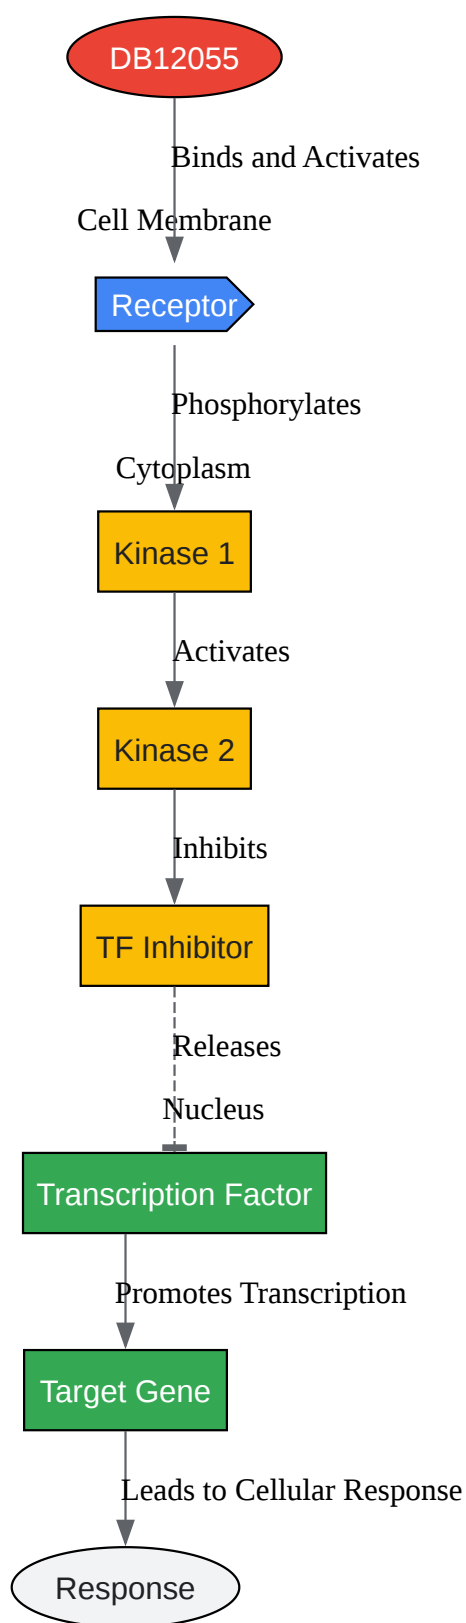 DB12055
Binds and Activates
Cell Membrane
Receptor
Phosphorylates
Cytoplasm
Kinase 1
Activates
Kinase 2
Inhibits
TF Inhibitor
Releases
Nucleus
Transcription Factor
Promotes Transcription
Target Gene
Leads to Cellular Response
Response